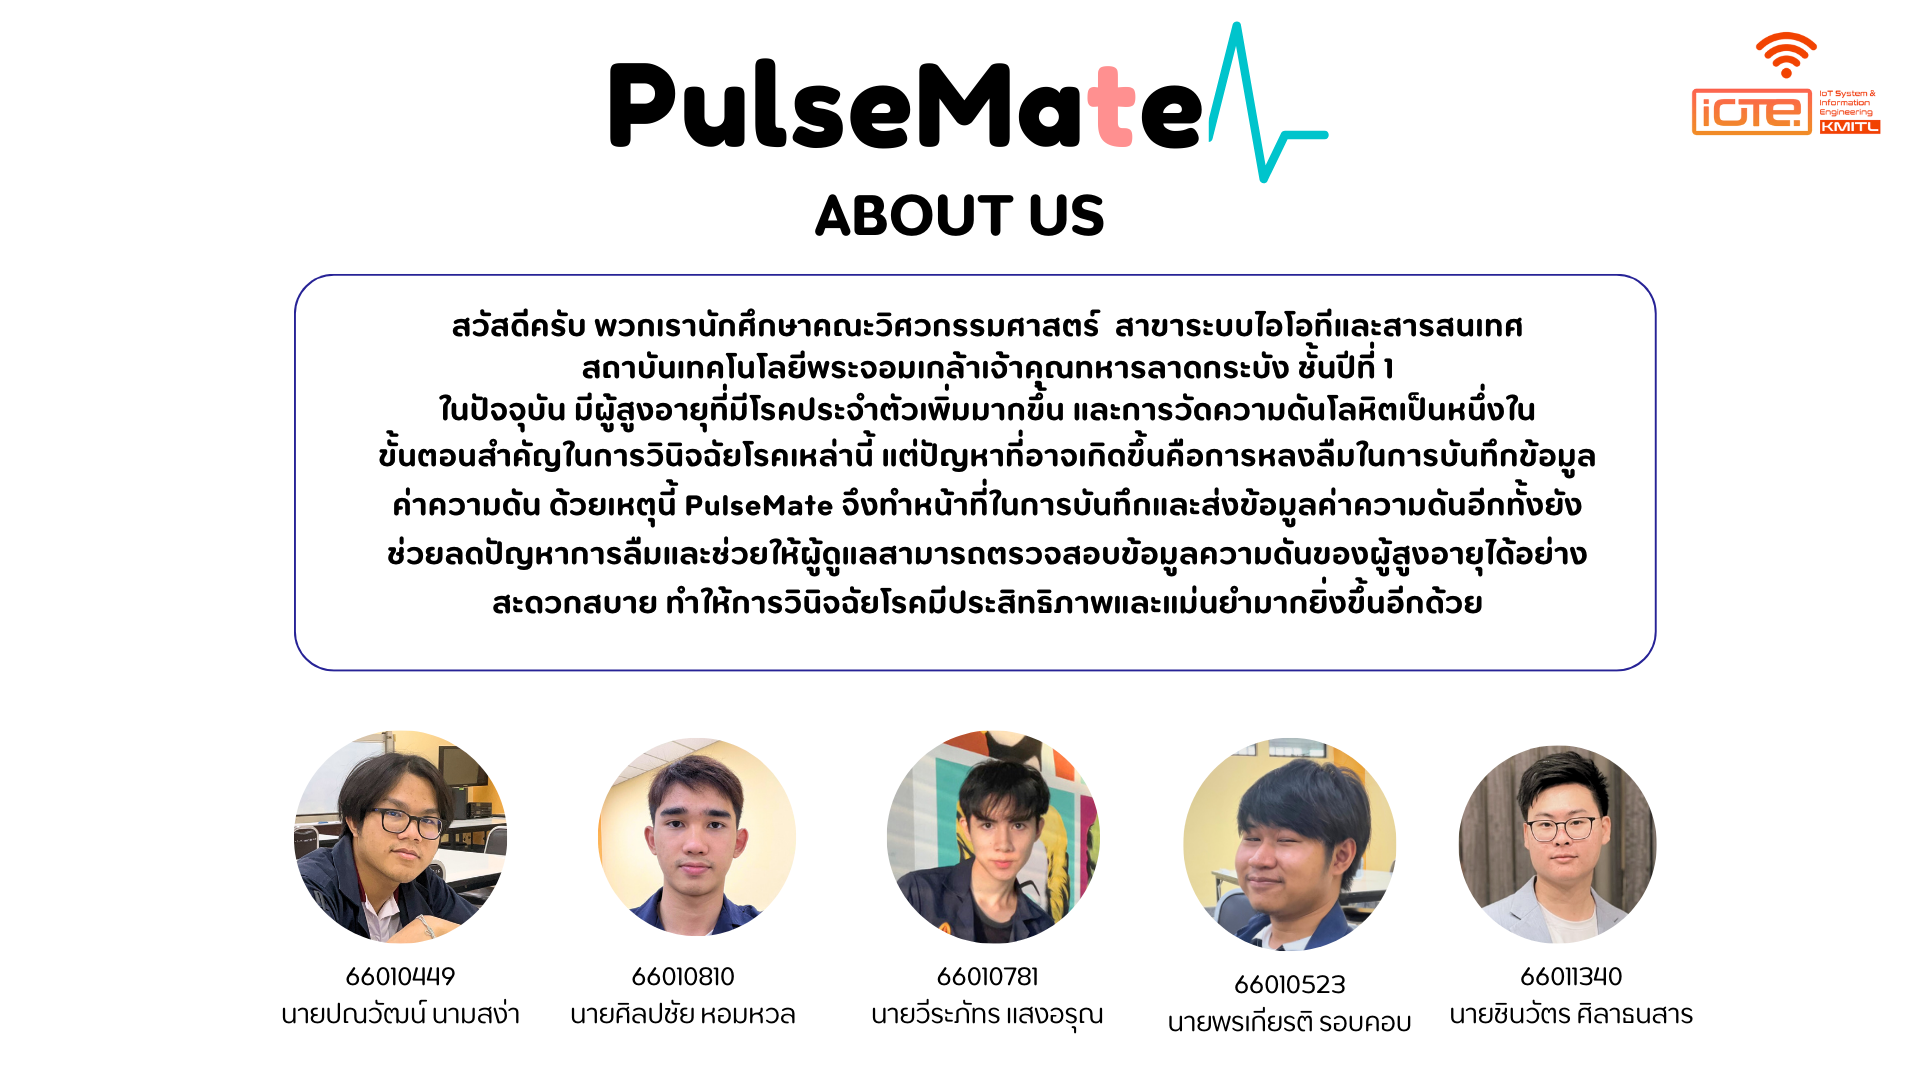 PulseMate
iOTE.
IoT System &
Information
Engineering
KMITL
ABOUT US
สวัสดีครับ พวกเรานักศึกษาคณะวิศวกรรมศาสตร์ สาขาระบบไอโอทีและสารสนเทศ
สถาบันเทคโนโลยีพระจอมเกล้าเจ้าคุณทหารลาดกระบัง ชั้นปีที่ 1
ในปัจจุบัน มีผู้สูงอายุที่มีโรคประจำตัวเพิ่มมากขึ้น และการวัดความดันโลหิตเป็นหนึ่งใน
ขั้นตอนสำคัญในการวินิจฉัยโรคเหล่านี้ แต่ปัญหาที่อาจเกิดขึ้นคือการหลงลืมในการบันทึกข้อมูล
ค่าความดัน ด้วยเหตุนี้ PulseMate จึงทำหน้าที่ในการบันทึกและส่งข้อมูลค่าความดันอีกทั้งยัง
ช่วยลดปัญหาการลืมและช่วยให้ผู้ดูแลสามารถตรวจสอบข้อมูลความดันของผู้สูงอายุได้อย่าง
สะดวกสบาย ทำให้การวินิจฉัยโรคมีประสิทธิภาพและแม่นยำมากยิ่งขึ้นอีกด้วย
66010449
นายปณวัฒน์ นามสง่า
66010810
นายศิลปชัย หอมหวล
66010781
นายวีระภัทร แสงอรุณ
66010523
นายพรเกียรติ รอบคอบ
66011340
นายชินวัตร ศิลาธนสาร